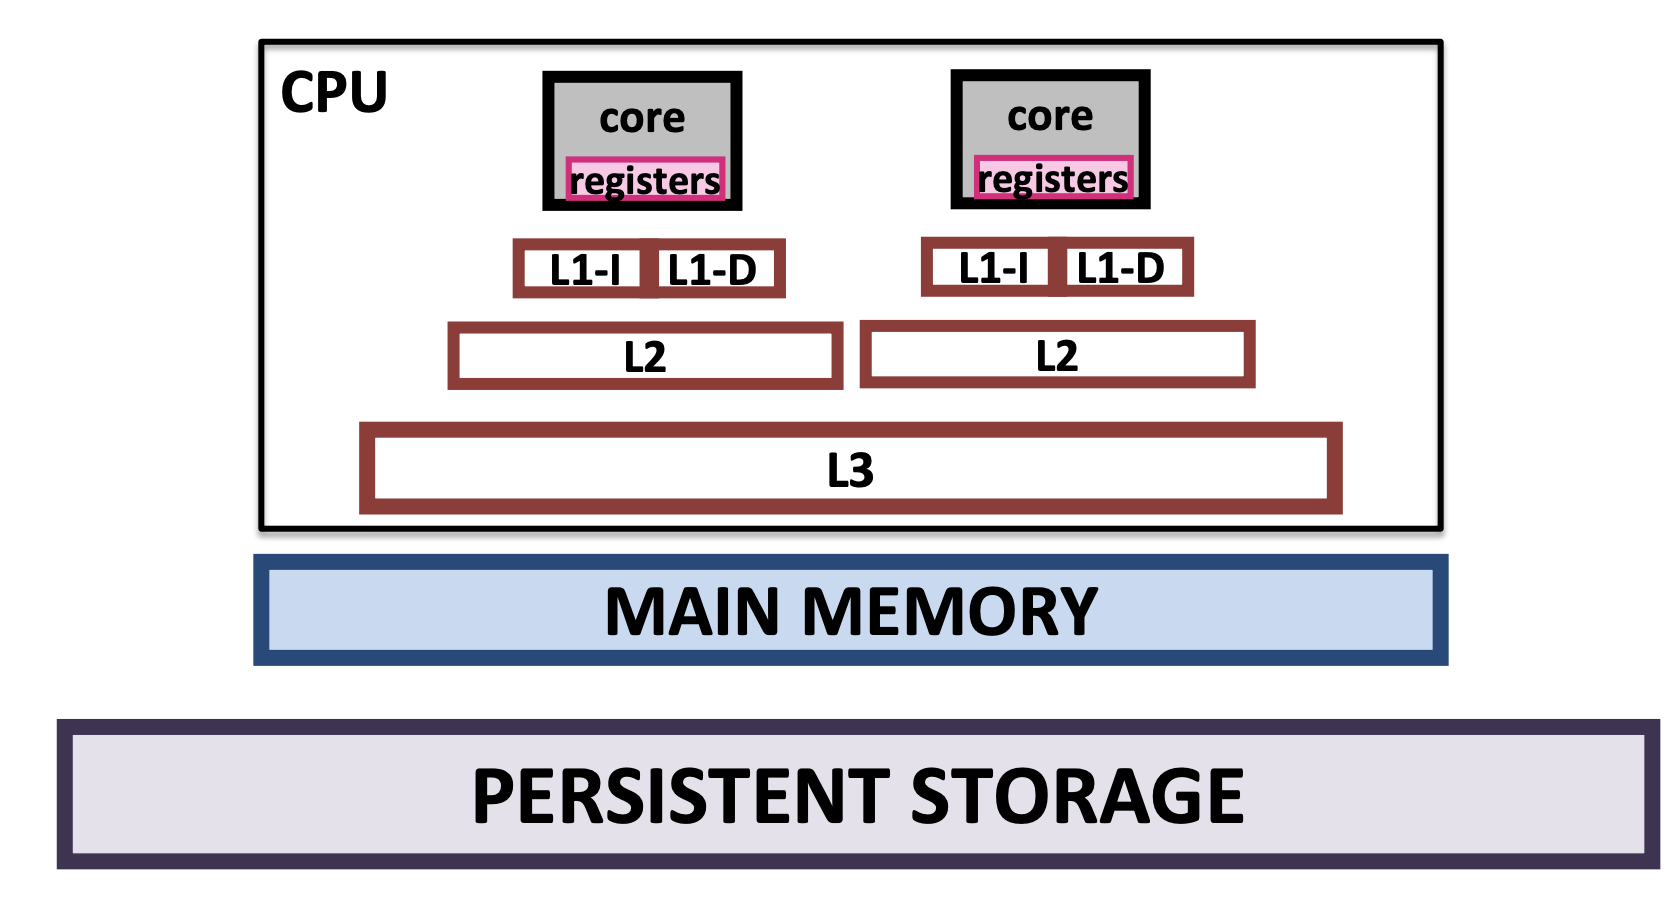 CPU
core
registers
core
registers
L1-I
L1-D
L1-I
L1-D
L2
L2
L3
MAIN MEMORY
PERSISTENT STORAGE